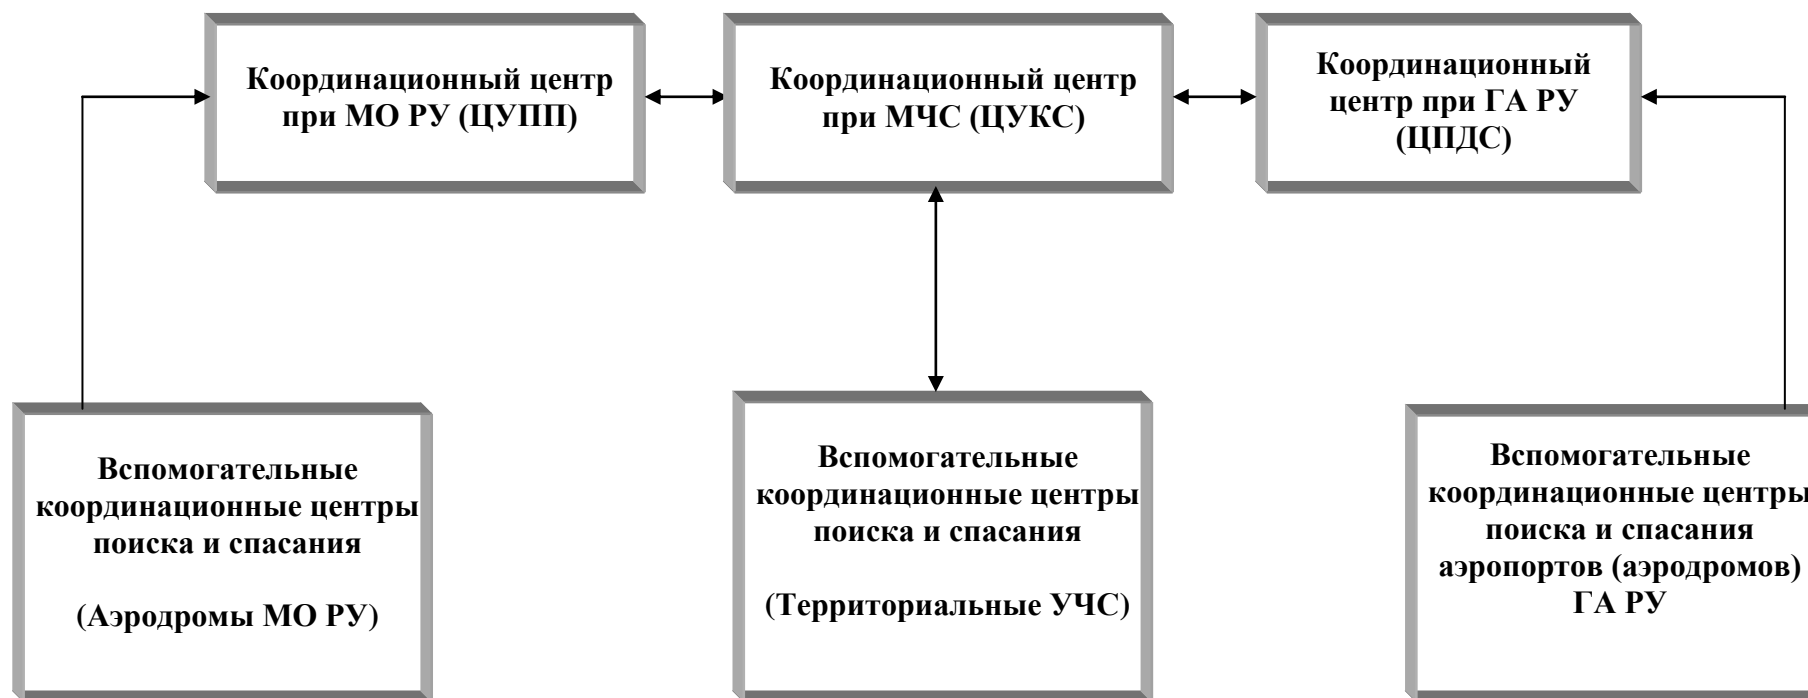 Координационный центр
при МО РУ (ЦУПП)
Координационный центр
при МЧС (ЦУКС)
Координационный
центр при ГА РУ
(ЦПДС)
Вспомогательные
координационные центры
поиска и спасания
(Аэродромы МО РУ)
Вспомогательные
координационные центры
поиска и спасания
(Территориальные УЧС)
Вспомогательные
координационные центры
поиска и спасания
аэропортов (аэродромов)
ГА РУ